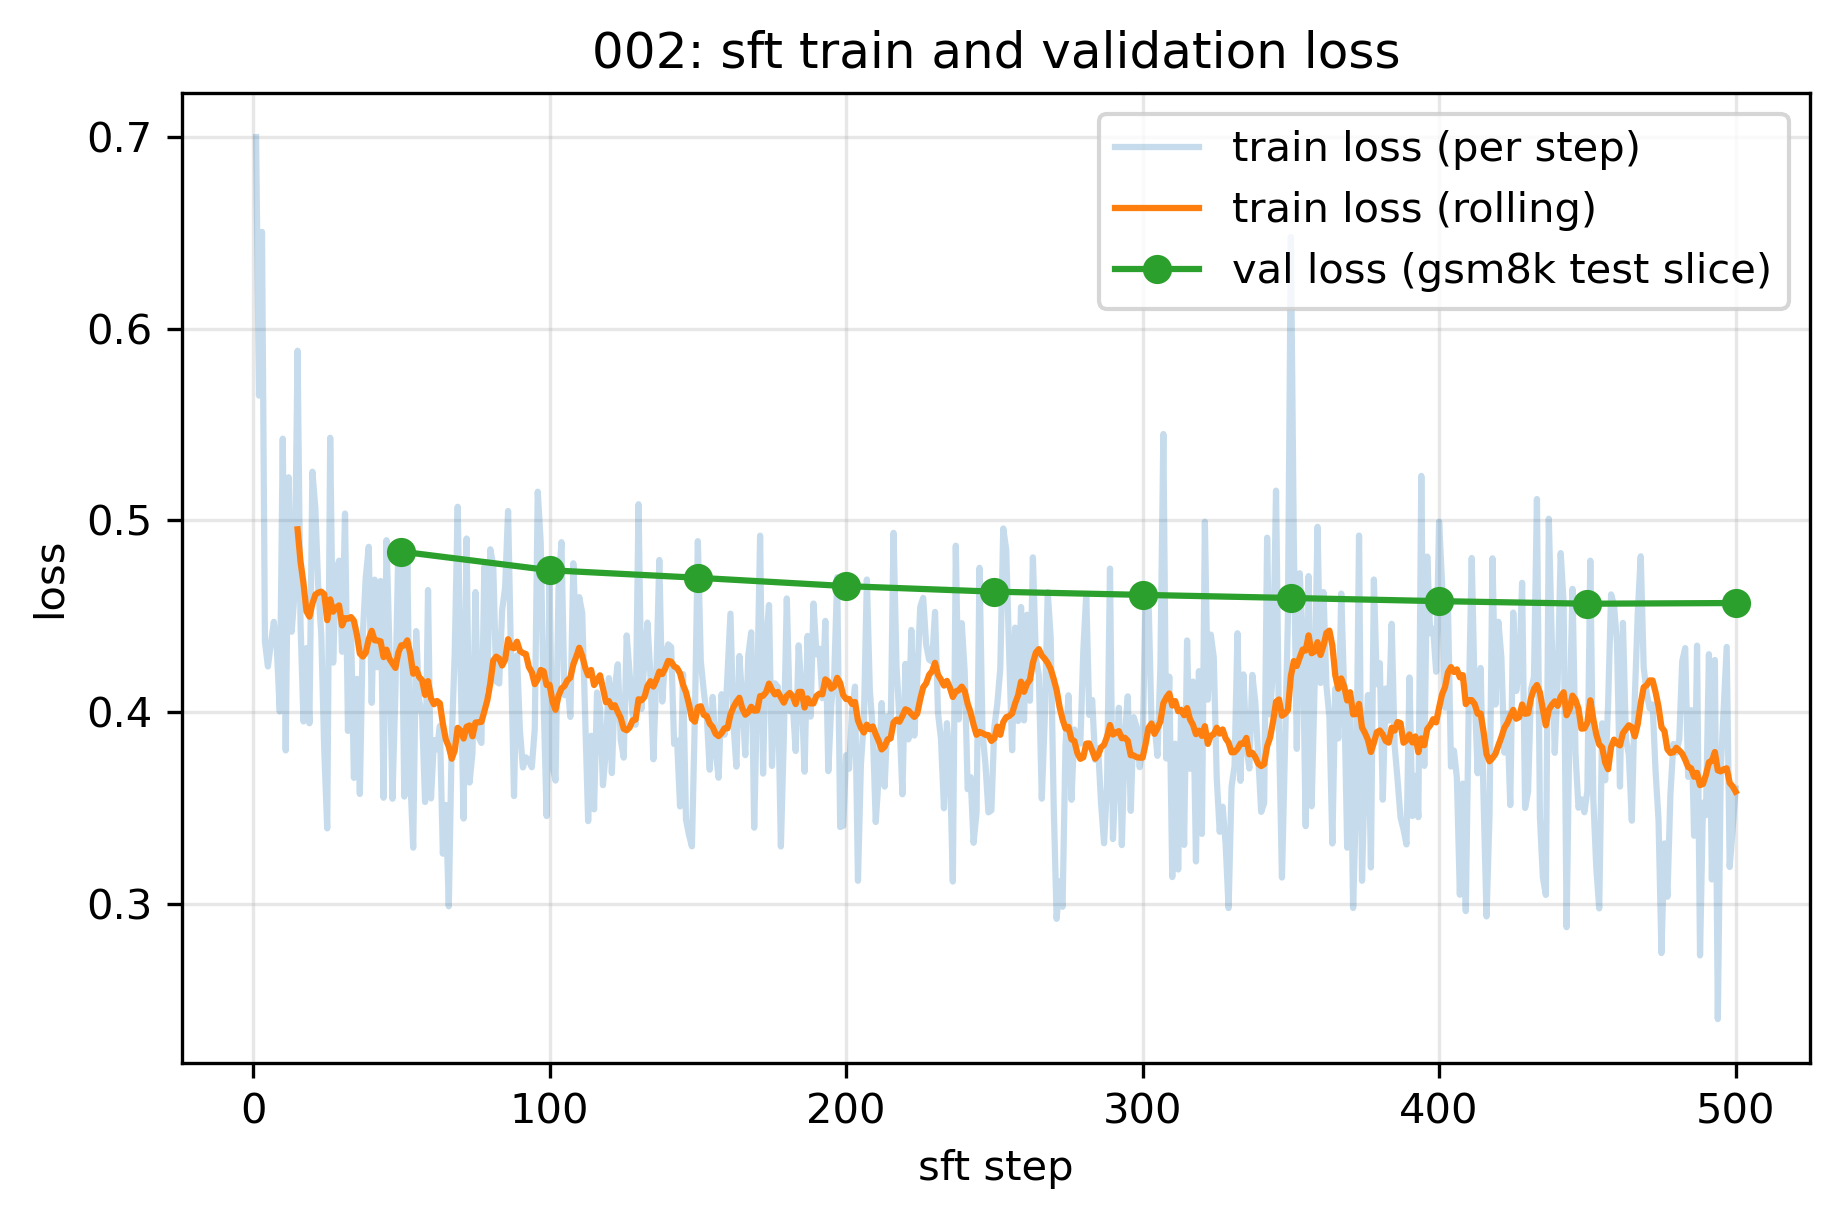 002: sft train and validation loss
train loss (per step)
train loss (rolling)
val loss (gsm8k test slice)
loss
0.7
0.6
0.5
0.4
0.3
0
100
200
300
400
500
sft step